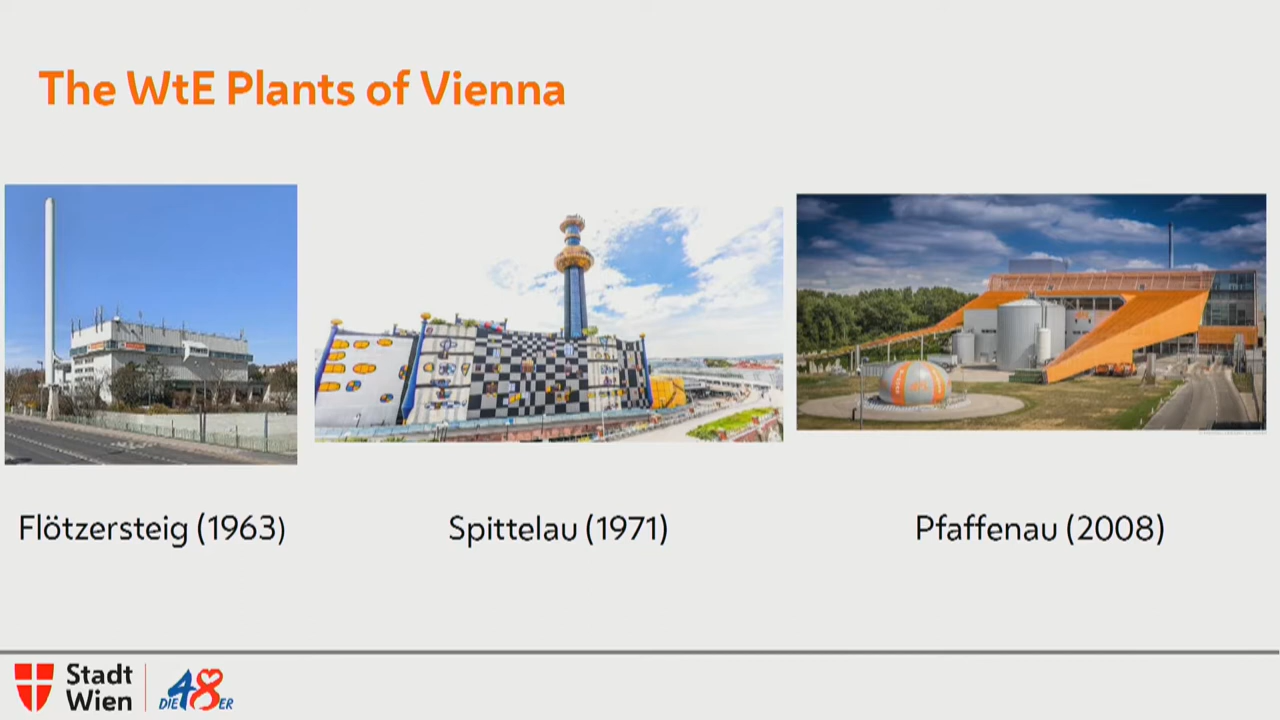 The WtE Plants of Vienna
Flötzersteig (1963)
Spittelau (1971)
Pfaffenau (2008)
Stadt
Wien
DIE 48ER